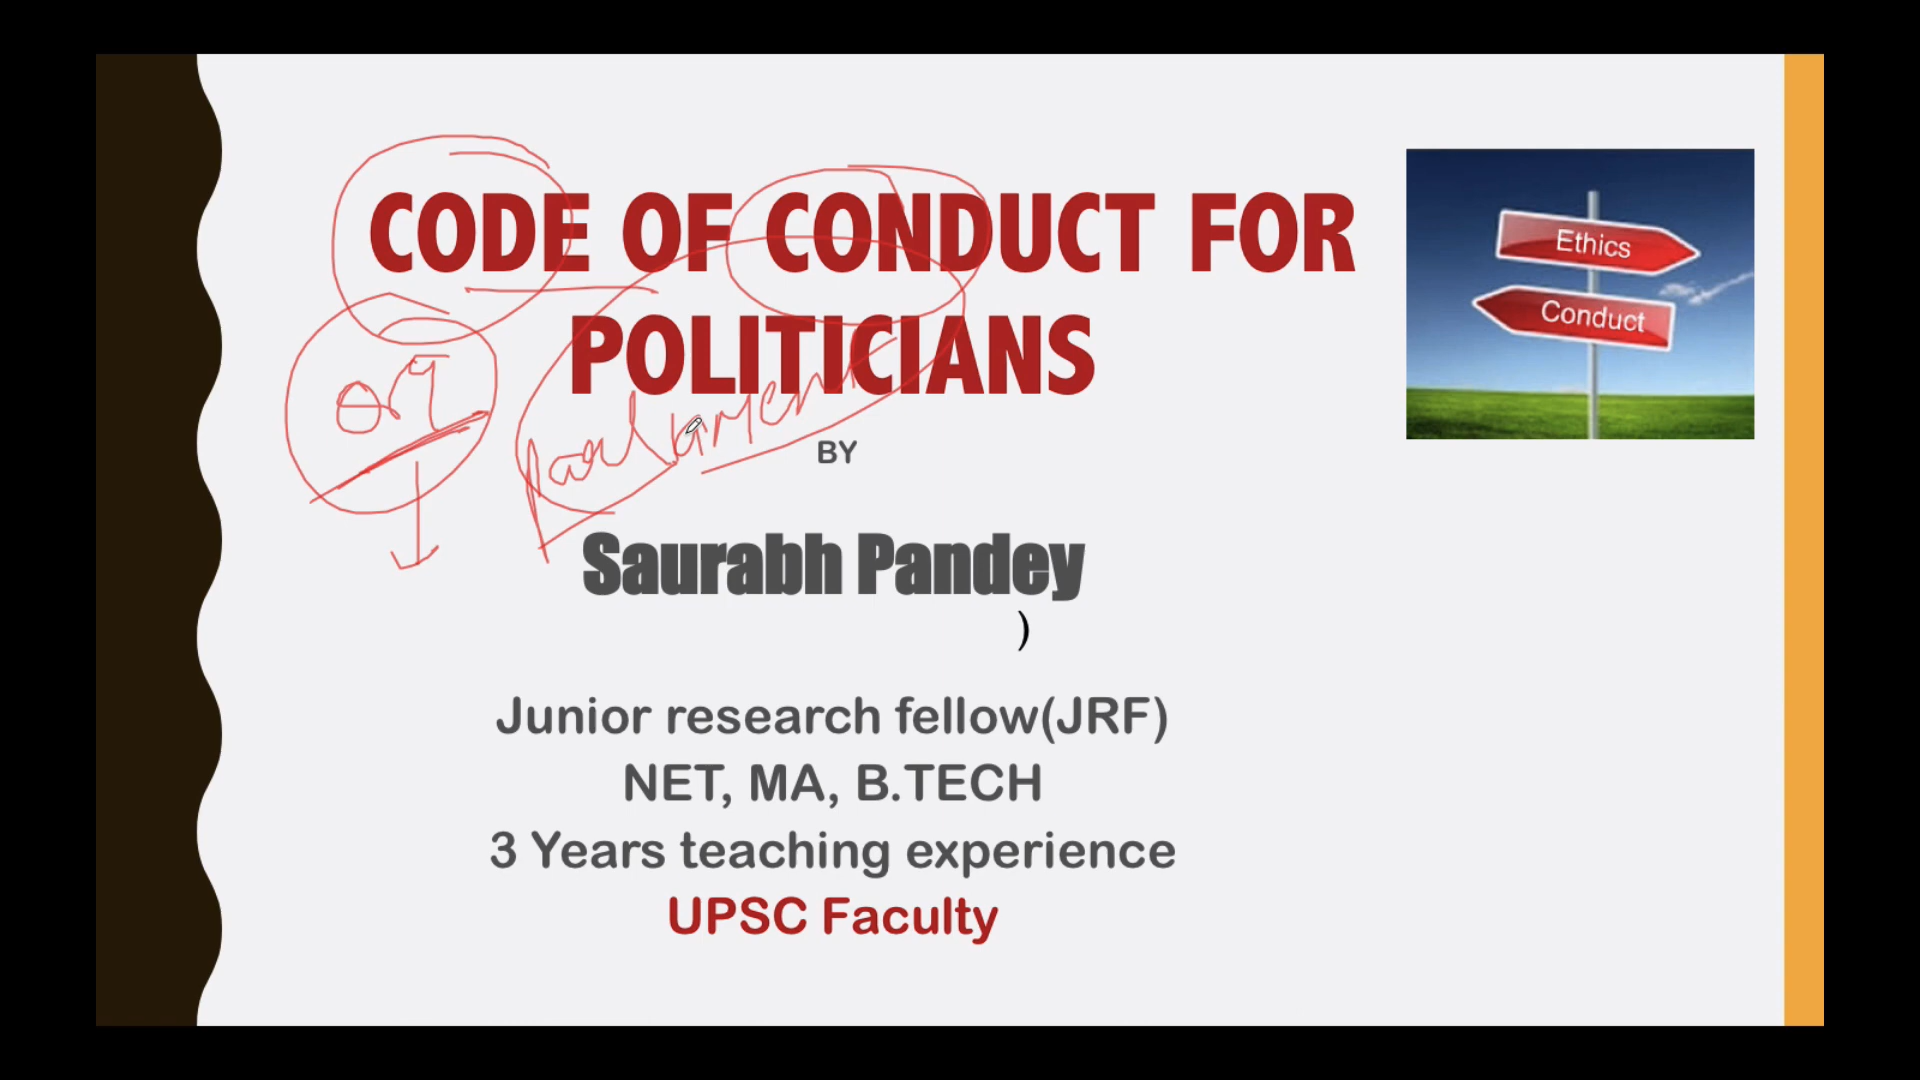 CODE OF CONDUCT FOR
POLITICIANS
Ethics
Conduct
parliament
BY
Saurabh Pandey
)
Junior research fellow(JRF)
NET, MA, B.TECH
3 Years teaching experience
UPSC Faculty